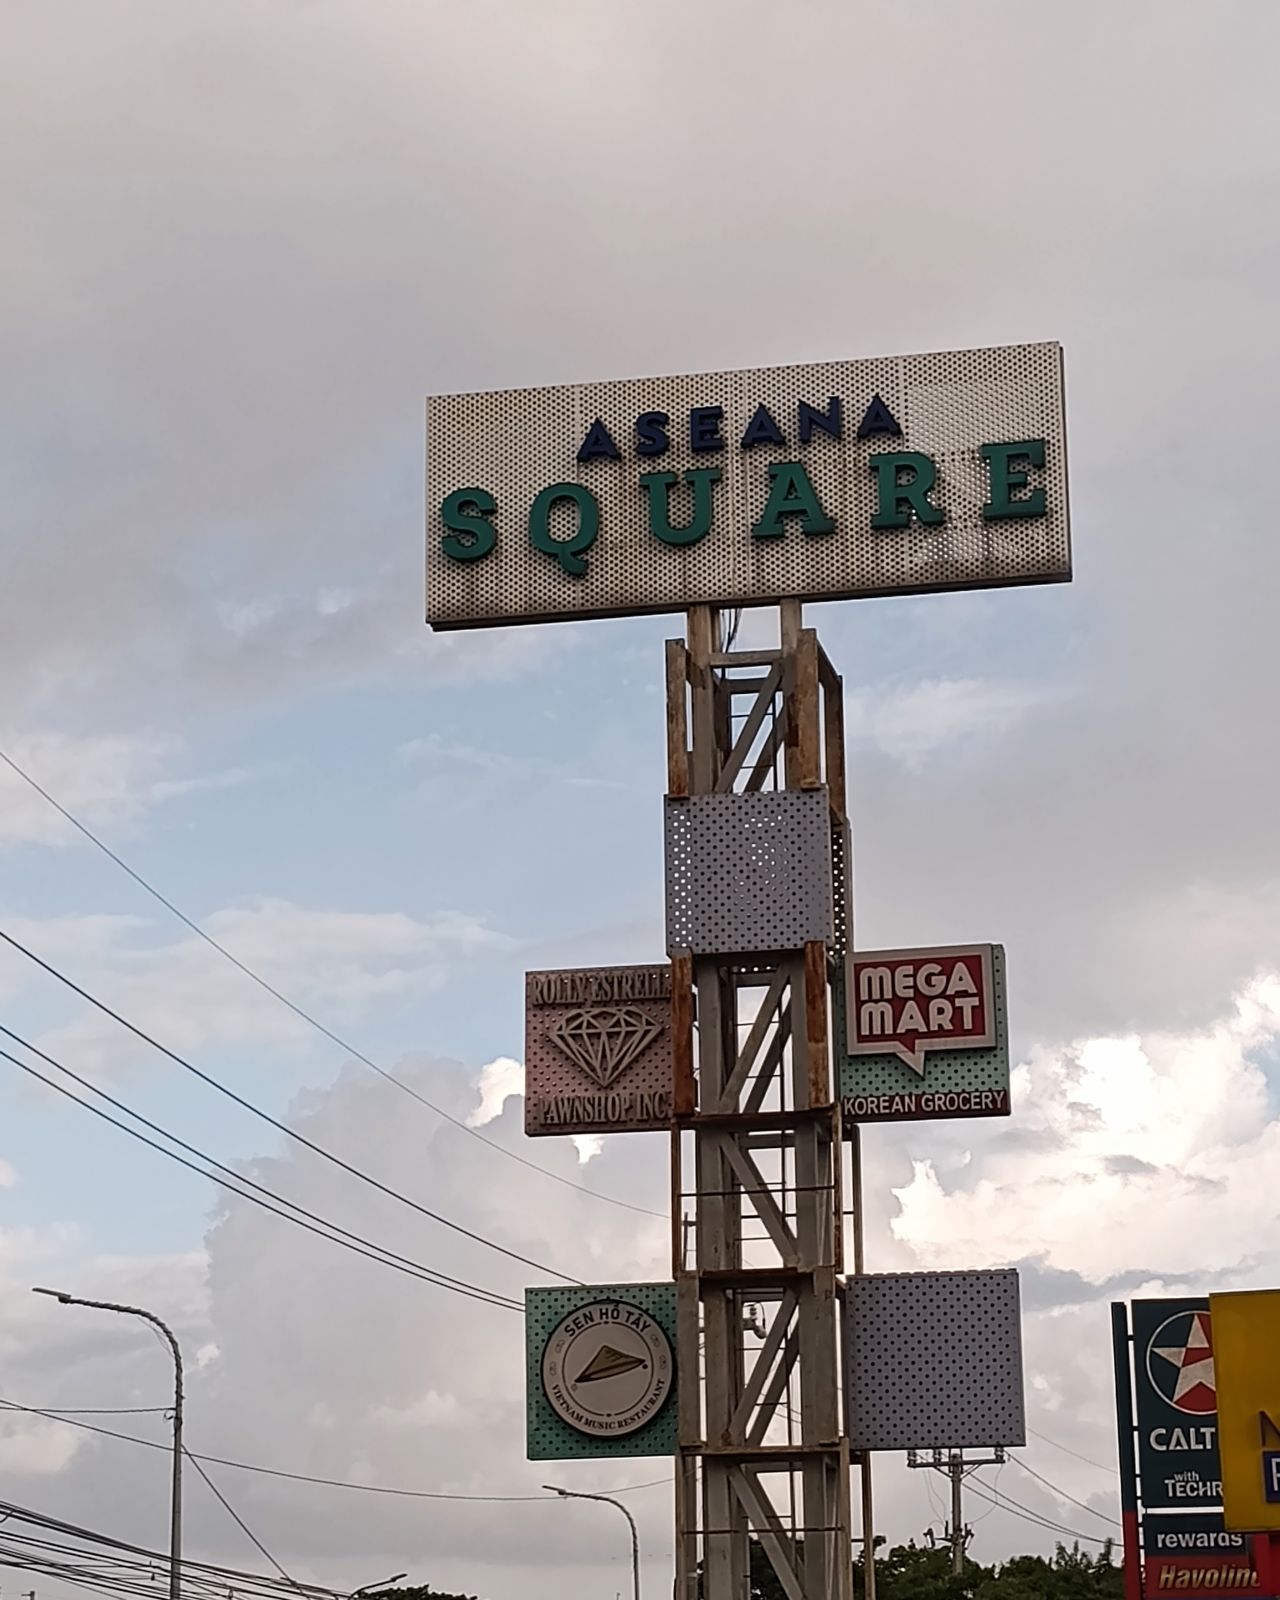 ASEANA
SQUARE
ROLLY ESTRELL
PAWNSHOP INC
MEGA
MART
KOREAN GROCERY
SEN HỒ TÂY
VIETNAM MUSIC RESTAURANT
CALT
with
TECHR
rewards
Havoline